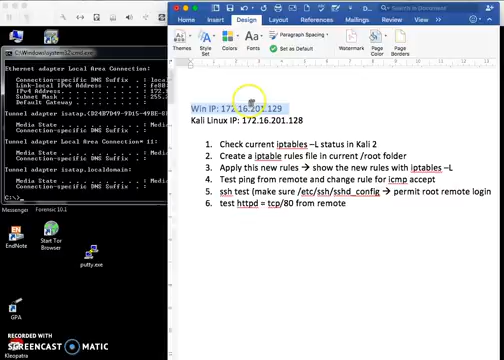 C:\Windows\system32\cmd.exe
Ethernet adapter Local Area Connection:
Connection-specific DNS Suffix . : local
Link-local IPv6 Address . . . . . : fe80
IPv4 Address. . . . . . . . . . . : 172.
Subnet Mask . . . . . . . . . . . : 255.
Default Gateway . . . . . . . . . :
Tunnel adapter isatap.
Media State . . . . . . . . . . . : Media
Connection-specific DNS Suffix . :
Tunnel adapter Local Area Connection* 11:
Media State . . . . . . . . . . . : Media
Connection-specific DNS Suffix . :
Tunnel adapter isatap.localdomain:
Media State . . . . . . . . . . . : Media
Connection-specific DNS Suffix . :
C:\>
EndNote
Start Tor
Browser
Forensic 10.1
putty.exe
GPA
Kleopatra
RECORDED WITH
SCREENCAST MATIC
Home
Insert
Design
Layout
References
Mailings
Themes
Style
Set
Colors
Fonts
Paragraph Spacing
Set as Default
Win IP: 172.16.201.129
Kali Linux IP: 172.16.201.128
1. Check current iptables –L status in Kali 2
2. Create a iptable rules file in current /root folder
3. Apply this new rules → show the new rules with iptables –L
4. Test ping from remote and change rule for icmp accept
5. ssh test (make sure /etc/ssh/sshd_config → permit root remote login
6. test httpd = tcp/80 from remote